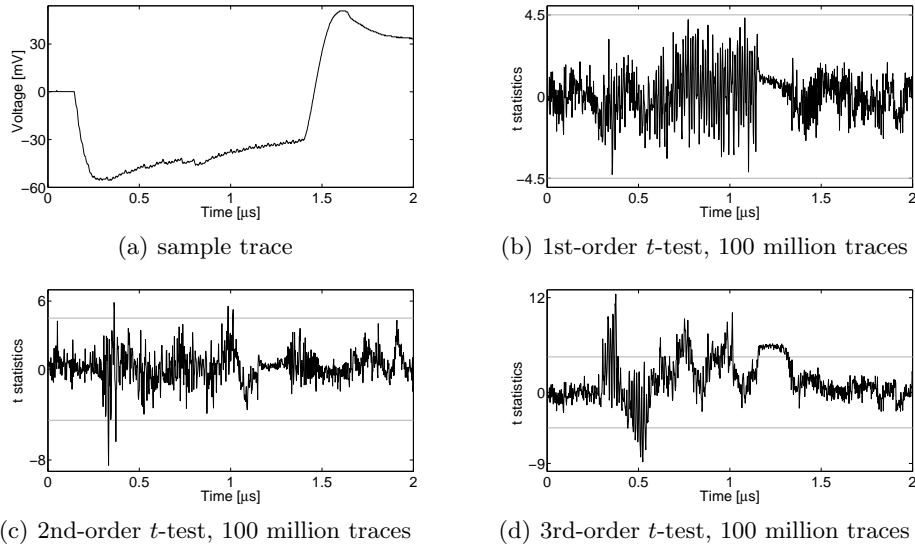 30
0
−30
−60
Voltage [mV]
0 0.5 1 1.5 2
Time [µs]
(a) sample trace
4.5
0
−4.5
t statistics
0 0.5 1 1.5 2
Time [µs]
(b) 1st-order t-test, 100 million traces
6
0
−8
t statistics
0 0.5 1 1.5 2
Time [µs]
(c) 2nd-order t-test, 100 million traces
12
0
−9
t statistics
0 0.5 1 1.5 2
Time [µs]
(d) 3rd-order t-test, 100 million traces